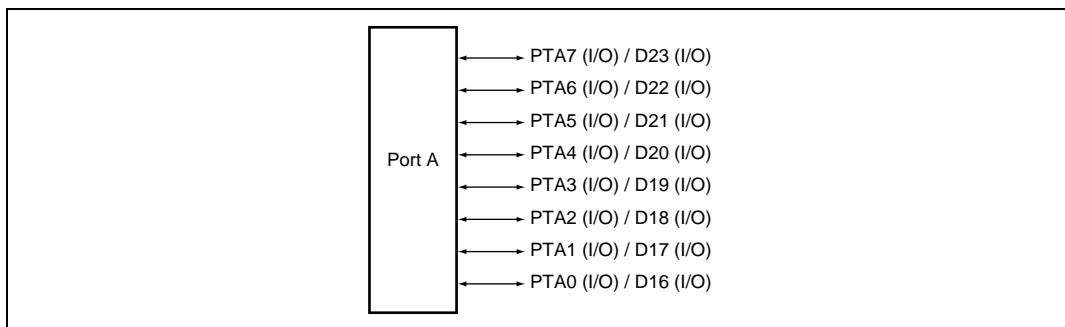 PTA7 (I/O) / D23 (I/O)
PTA6 (I/O) / D22 (I/O)
PTA5 (I/O) / D21 (I/O)
Port A
PTA4 (I/O) / D20 (I/O)
PTA3 (I/O) / D19 (I/O)
PTA2 (I/O) / D18 (I/O)
PTA1 (I/O) / D17 (I/O)
PTA0 (I/O) / D16 (I/O)